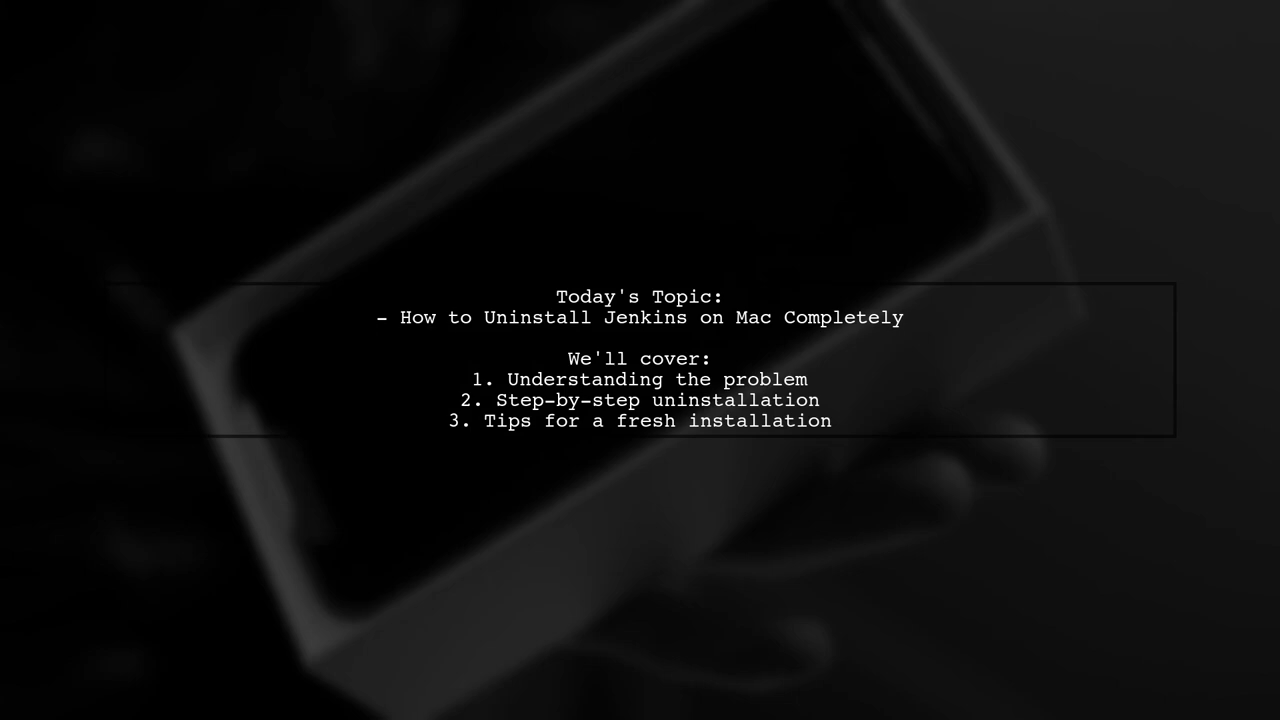 Today's Topic:
- How to Uninstall Jenkins on Mac Completely
We'll cover:
1. Understanding the problem
2. Step-by-step uninstallation
3. Tips for a fresh installation